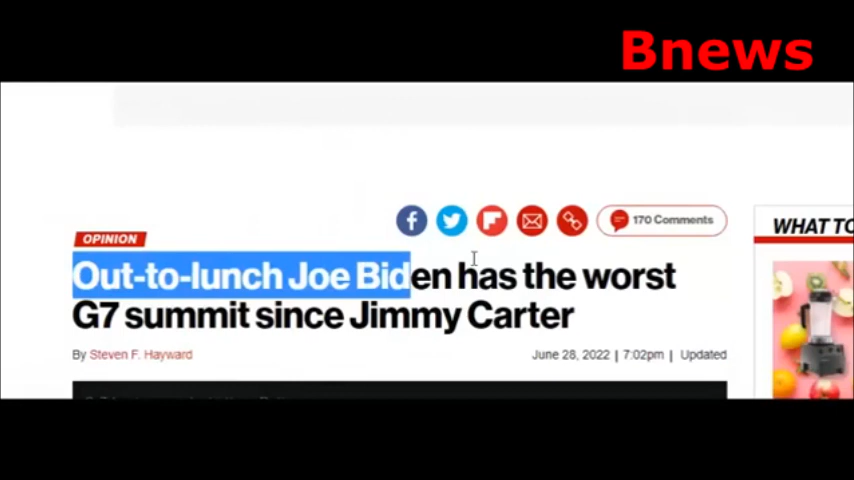 Bnews
170 Comments
OPINION
WHAT TO
Out-to-lunch Joe Biden has the worst
G7 summit since Jimmy Carter
By Steven F. Hayward
June 28, 2022 | 7:02pm | Updated